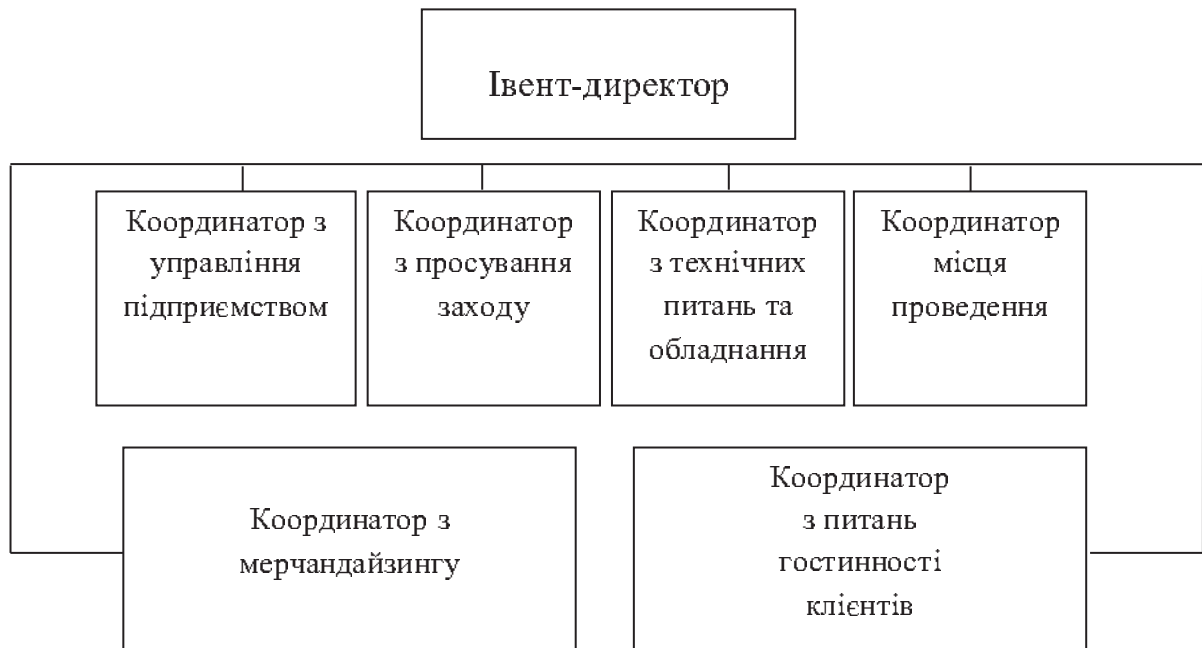 Івент-директор
Координатор з
управління
підприємством
Координатор
з просування
заходу
Координатор
з технічних
питань та
обладнання
Координатор
місця
проведення
Координатор з
мерчандайзингу
Координатор
з питань
гостинності
клієнтів